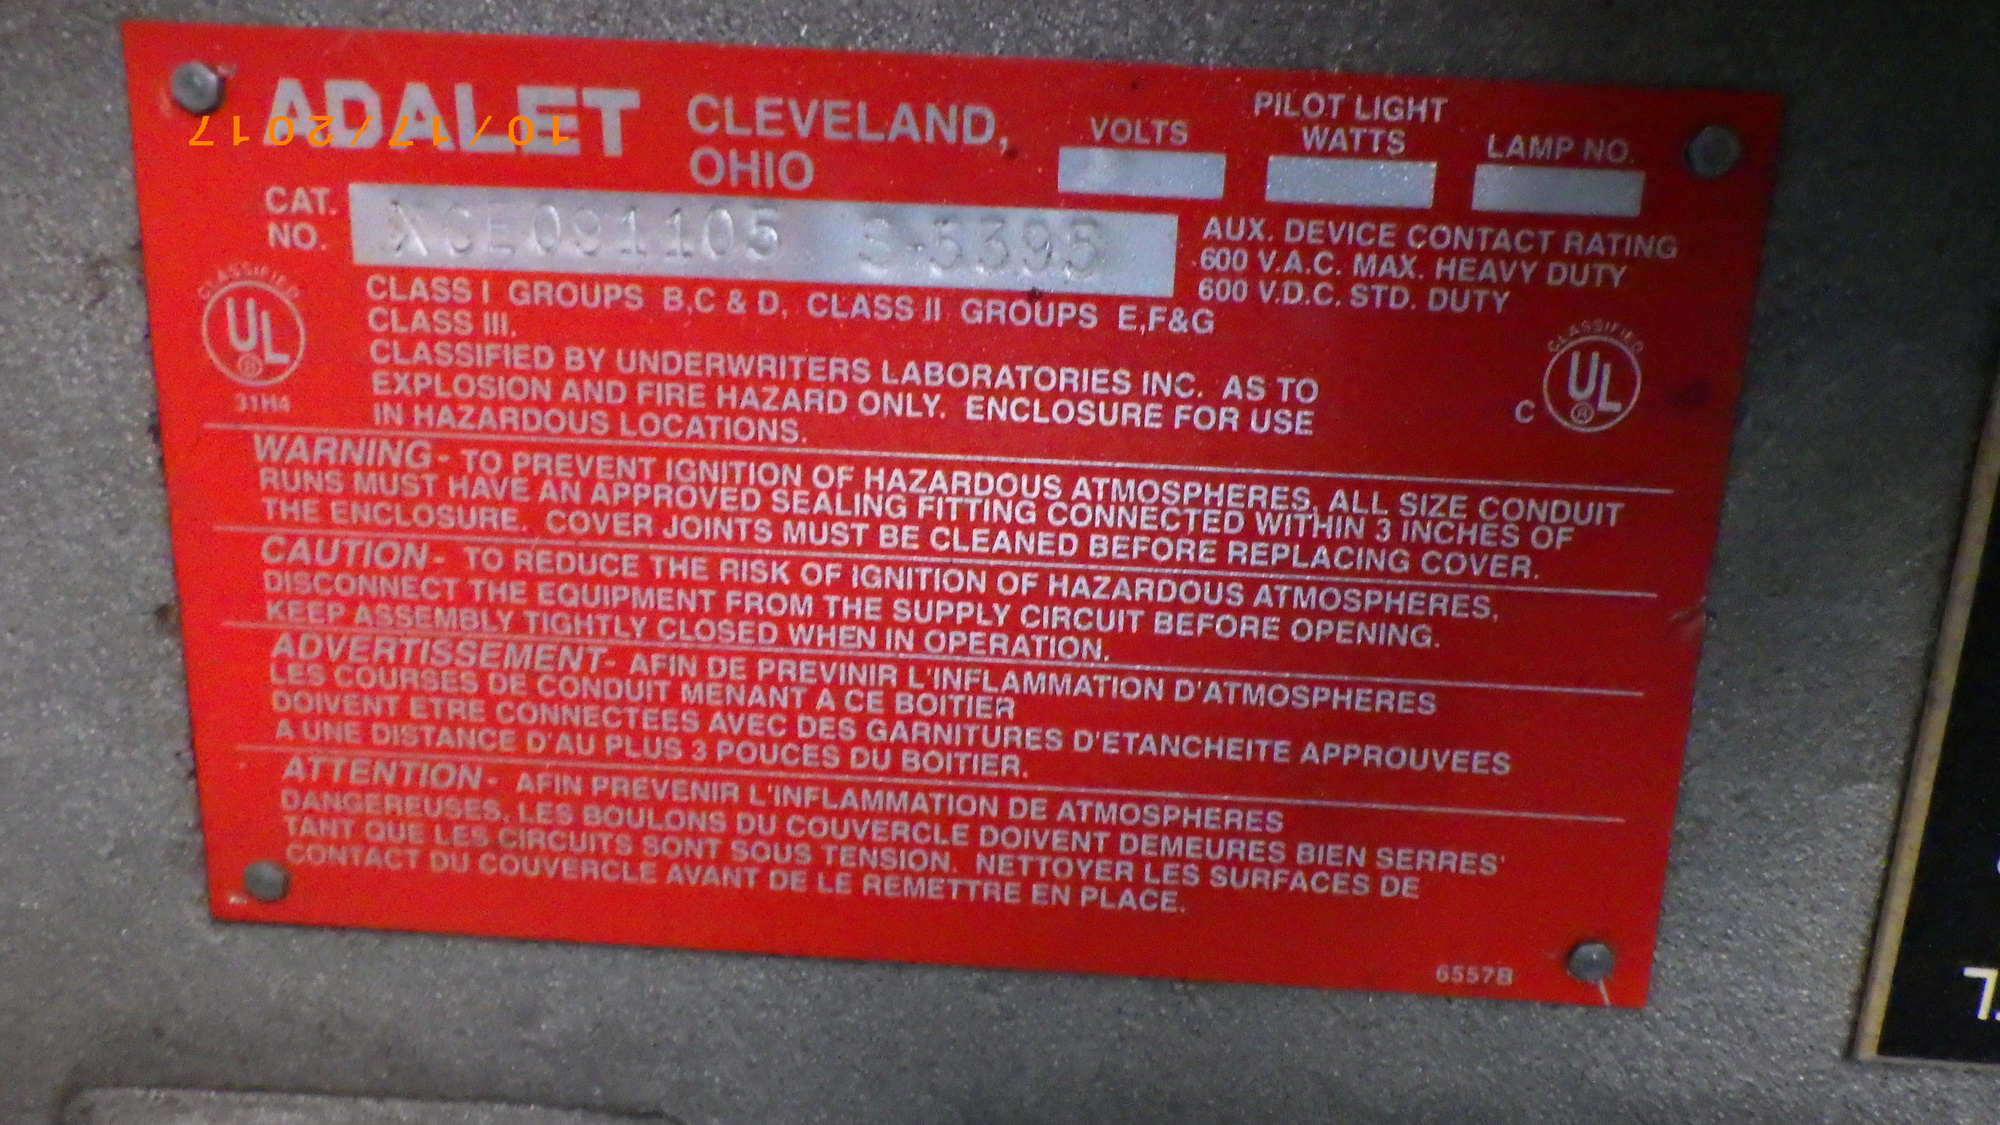 ADALET
CLEVELAND,
OHIO
10/17/2017
VOLTS
PILOT LIGHT
WATTS
LAMP NO.
CAT.
NO.
XCE091105 S-5395
AUX. DEVICE CONTACT RATING
600 V.A.C. MAX. HEAVY DUTY
600 V.D.C. STD. DUTY
CLASS I GROUPS B,C & D, CLASS II GROUPS E,F&G
CLASS III.
CLASSIFIED BY UNDERWRITERS LABORATORIES INC. AS TO
EXPLOSION AND FIRE HAZARD ONLY. ENCLOSURE FOR USE
IN HAZARDOUS LOCATIONS.
CLASSIFIED
UL
®
31H4
CLASSIFIED
C UL
®
WARNING- TO PREVENT IGNITION OF HAZARDOUS ATMOSPHERES, ALL SIZE CONDUIT
RUNS MUST HAVE AN APPROVED SEALING FITTING CONNECTED WITHIN 3 INCHES OF
THE ENCLOSURE. COVER JOINTS MUST BE CLEANED BEFORE REPLACING COVER.
CAUTION- TO REDUCE THE RISK OF IGNITION OF HAZARDOUS ATMOSPHERES,
DISCONNECT THE EQUIPMENT FROM THE SUPPLY CIRCUIT BEFORE OPENING.
KEEP ASSEMBLY TIGHTLY CLOSED WHEN IN OPERATION.
ADVERTISSEMENT- AFIN DE PREVINIR L'INFLAMMATION D'ATMOSPHERES
LES COURSES DE CONDUIT MENANT A CE BOITIER
DOIVENT ETRE CONNECTEES AVEC DES GARNITURES D'ETANCHEITE APPROUVEES
A UNE DISTANCE D'AU PLUS 3 POUCES DU BOITIER.
ATTENTION- AFIN PREVENIR L'INFLAMMATION DE ATMOSPHERES
DANGEREUSES, LES BOULONS DU COUVERCLE DOIVENT DEMEURES BIEN SERRES'
TANT QUE LES CIRCUITS SONT SOUS TENSION. NETTOYER LES SURFACES DE
CONTACT DU COUVERCLE AVANT DE LE REMETTRE EN PLACE.
6557B